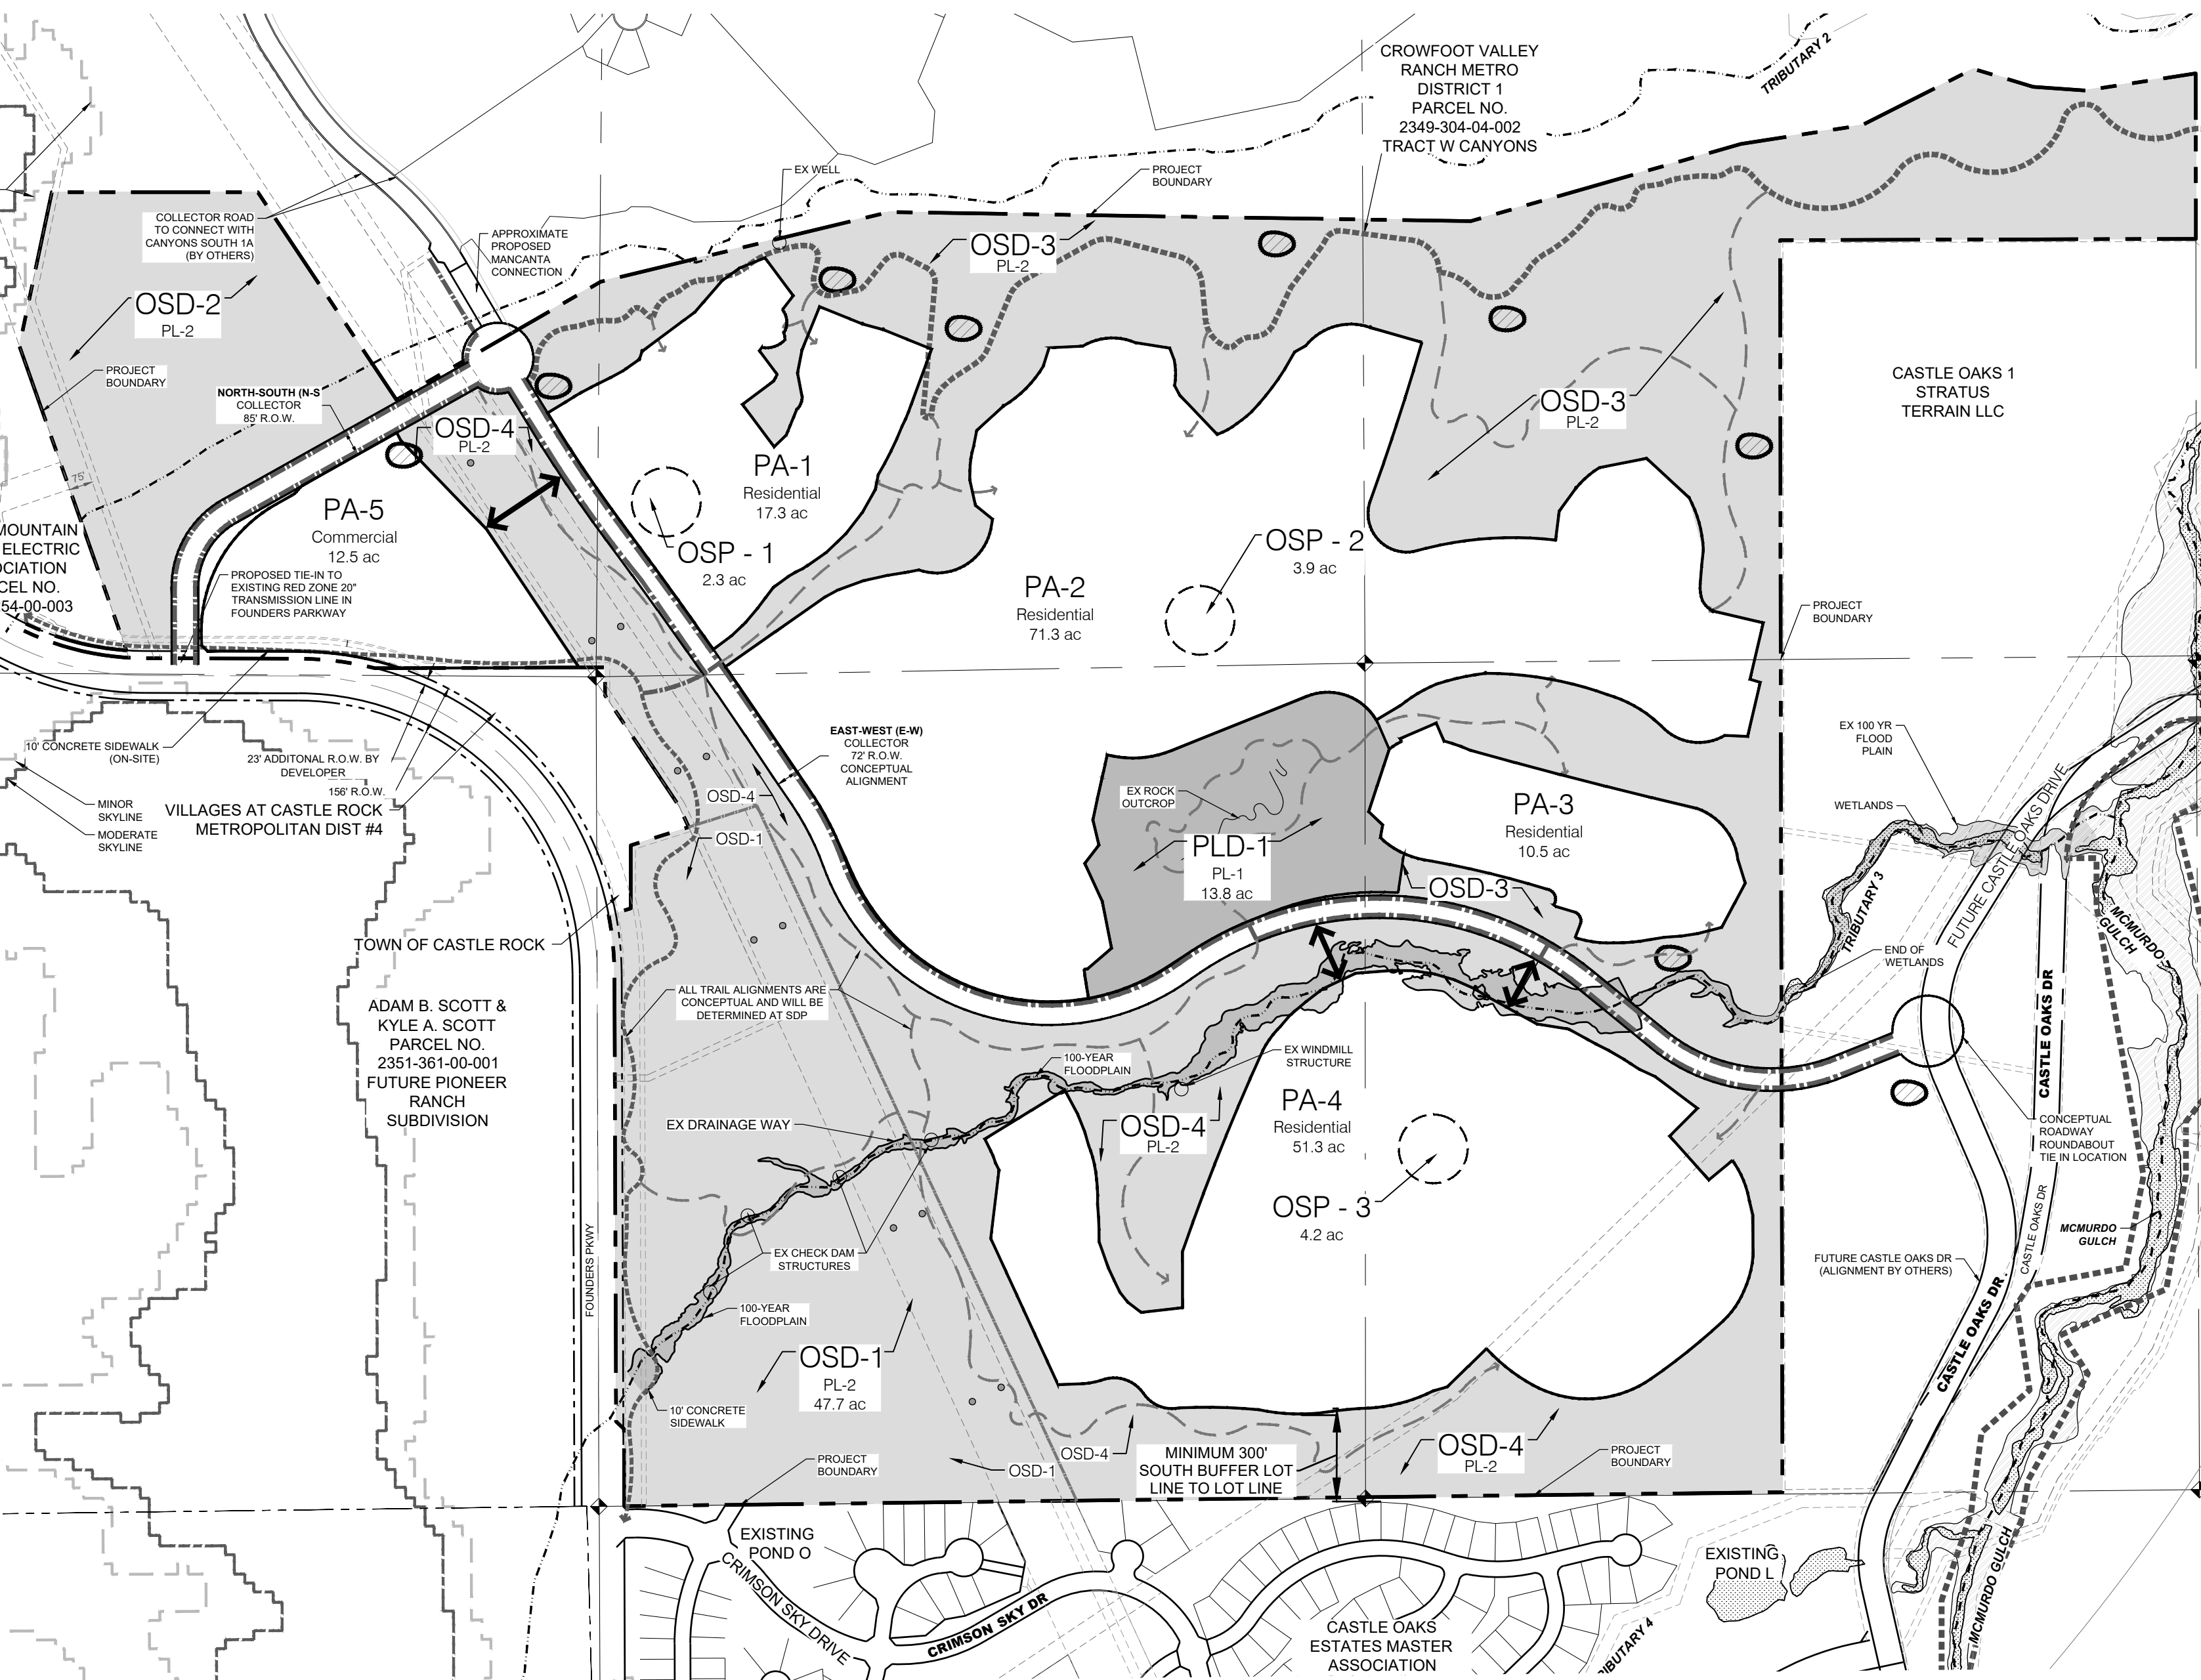 CROWFOOT VALLEY
RANCH METRO
DISTRICT 1
PARCEL NO.
2349-304-04-002
TRACT W CANYONS
TRIBUTARY 2
EX WELL
PROJECT
BOUNDARY
COLLECTOR ROAD
TO CONNECT WITH
CANYONS SOUTH 1A
(BY OTHERS)
APPROXIMATE
PROPOSED
MANCANTA
CONNECTION
OSD-3
PL-2
OSD-2
PL-2
PROJECT
BOUNDARY
NORTH-SOUTH (N-S
COLLECTOR
85' R.O.W.
OSD-4
PL-2
OSD-3
PL-2
CASTLE OAKS 1
STRATUS
TERRAIN LLC
75'
PA-1
Residential
17.3 ac
PA-5
Commercial
12.5 ac
MOUNTAIN
ELECTRIC
CIATION
CEL NO.
54-00-003
OSP - 1
2.3 ac
OSP - 2
3.9 ac
PROPOSED TIE-IN TO
EXISTING RED ZONE 20"
TRANSMISSION LINE IN
FOUNDERS PARKWAY
PA-2
Residential
71.3 ac
PROJECT
BOUNDARY
10' CONCRETE SIDEWALK
(ON-SITE)
23' ADDITONAL R.O.W. BY
DEVELOPER
156' R.O.W.
EAST-WEST (E-W)
COLLECTOR
72' R.O.W.
CONCEPTUAL
ALIGNMENT
EX 100 YR
FLOOD
PLAIN
MINOR
SKYLINE
MODERATE
SKYLINE
VILLAGES AT CASTLE ROCK
METROPOLITAN DIST #4
OSD-4
OSD-1
EX ROCK
OUTCROP
PLD-1
PL-1
13.8 ac
PA-3
Residential
10.5 ac
OSD-3
WETLANDS
FUTURE CASTLE OAKS DRIVE
TRIBUTARY 3
MCMURDO
GULCH
END OF
WETLANDS
TOWN OF CASTLE ROCK
ADAM B. SCOTT &
KYLE A. SCOTT
PARCEL NO.
2351-361-00-001
FUTURE PIONEER
RANCH
SUBDIVISION
ALL TRAIL ALIGNMENTS ARE
CONCEPTUAL AND WILL BE
DETERMINED AT SDP
CASTLE OAKS DR
100-YEAR
FLOODPLAIN
EX WINDMILL
STRUCTURE
EX DRAINAGE WAY
OSD-4
PL-2
PA-4
Residential
51.3 ac
CONCEPTUAL
ROADWAY
ROUNDABOUT
TIE IN LOCATION
OSP - 3
4.2 ac
CASTLE OAKS DR
MCMURDO
GULCH
EX CHECK DAM
STRUCTURES
FUTURE CASTLE OAKS DR
(ALIGNMENT BY OTHERS)
FOUNDERS PKWY
100-YEAR
FLOODPLAIN
CASTLE OAKS DR.
OSD-1
PL-2
47.7 ac
10' CONCRETE
SIDEWALK
PROJECT
BOUNDARY
OSD-4
OSD-1
MINIMUM 300'
SOUTH BUFFER LOT
LINE TO LOT LINE
OSD-4
PL-2
PROJECT
BOUNDARY
EXISTING
POND O
CRIMSON SKY DRIVE
CRIMSON SKY DR
CASTLE OAKS
ESTATES MASTER
ASSOCIATION
IBUTARY 4
EXISTING
POND L
MCMURDO GULCH